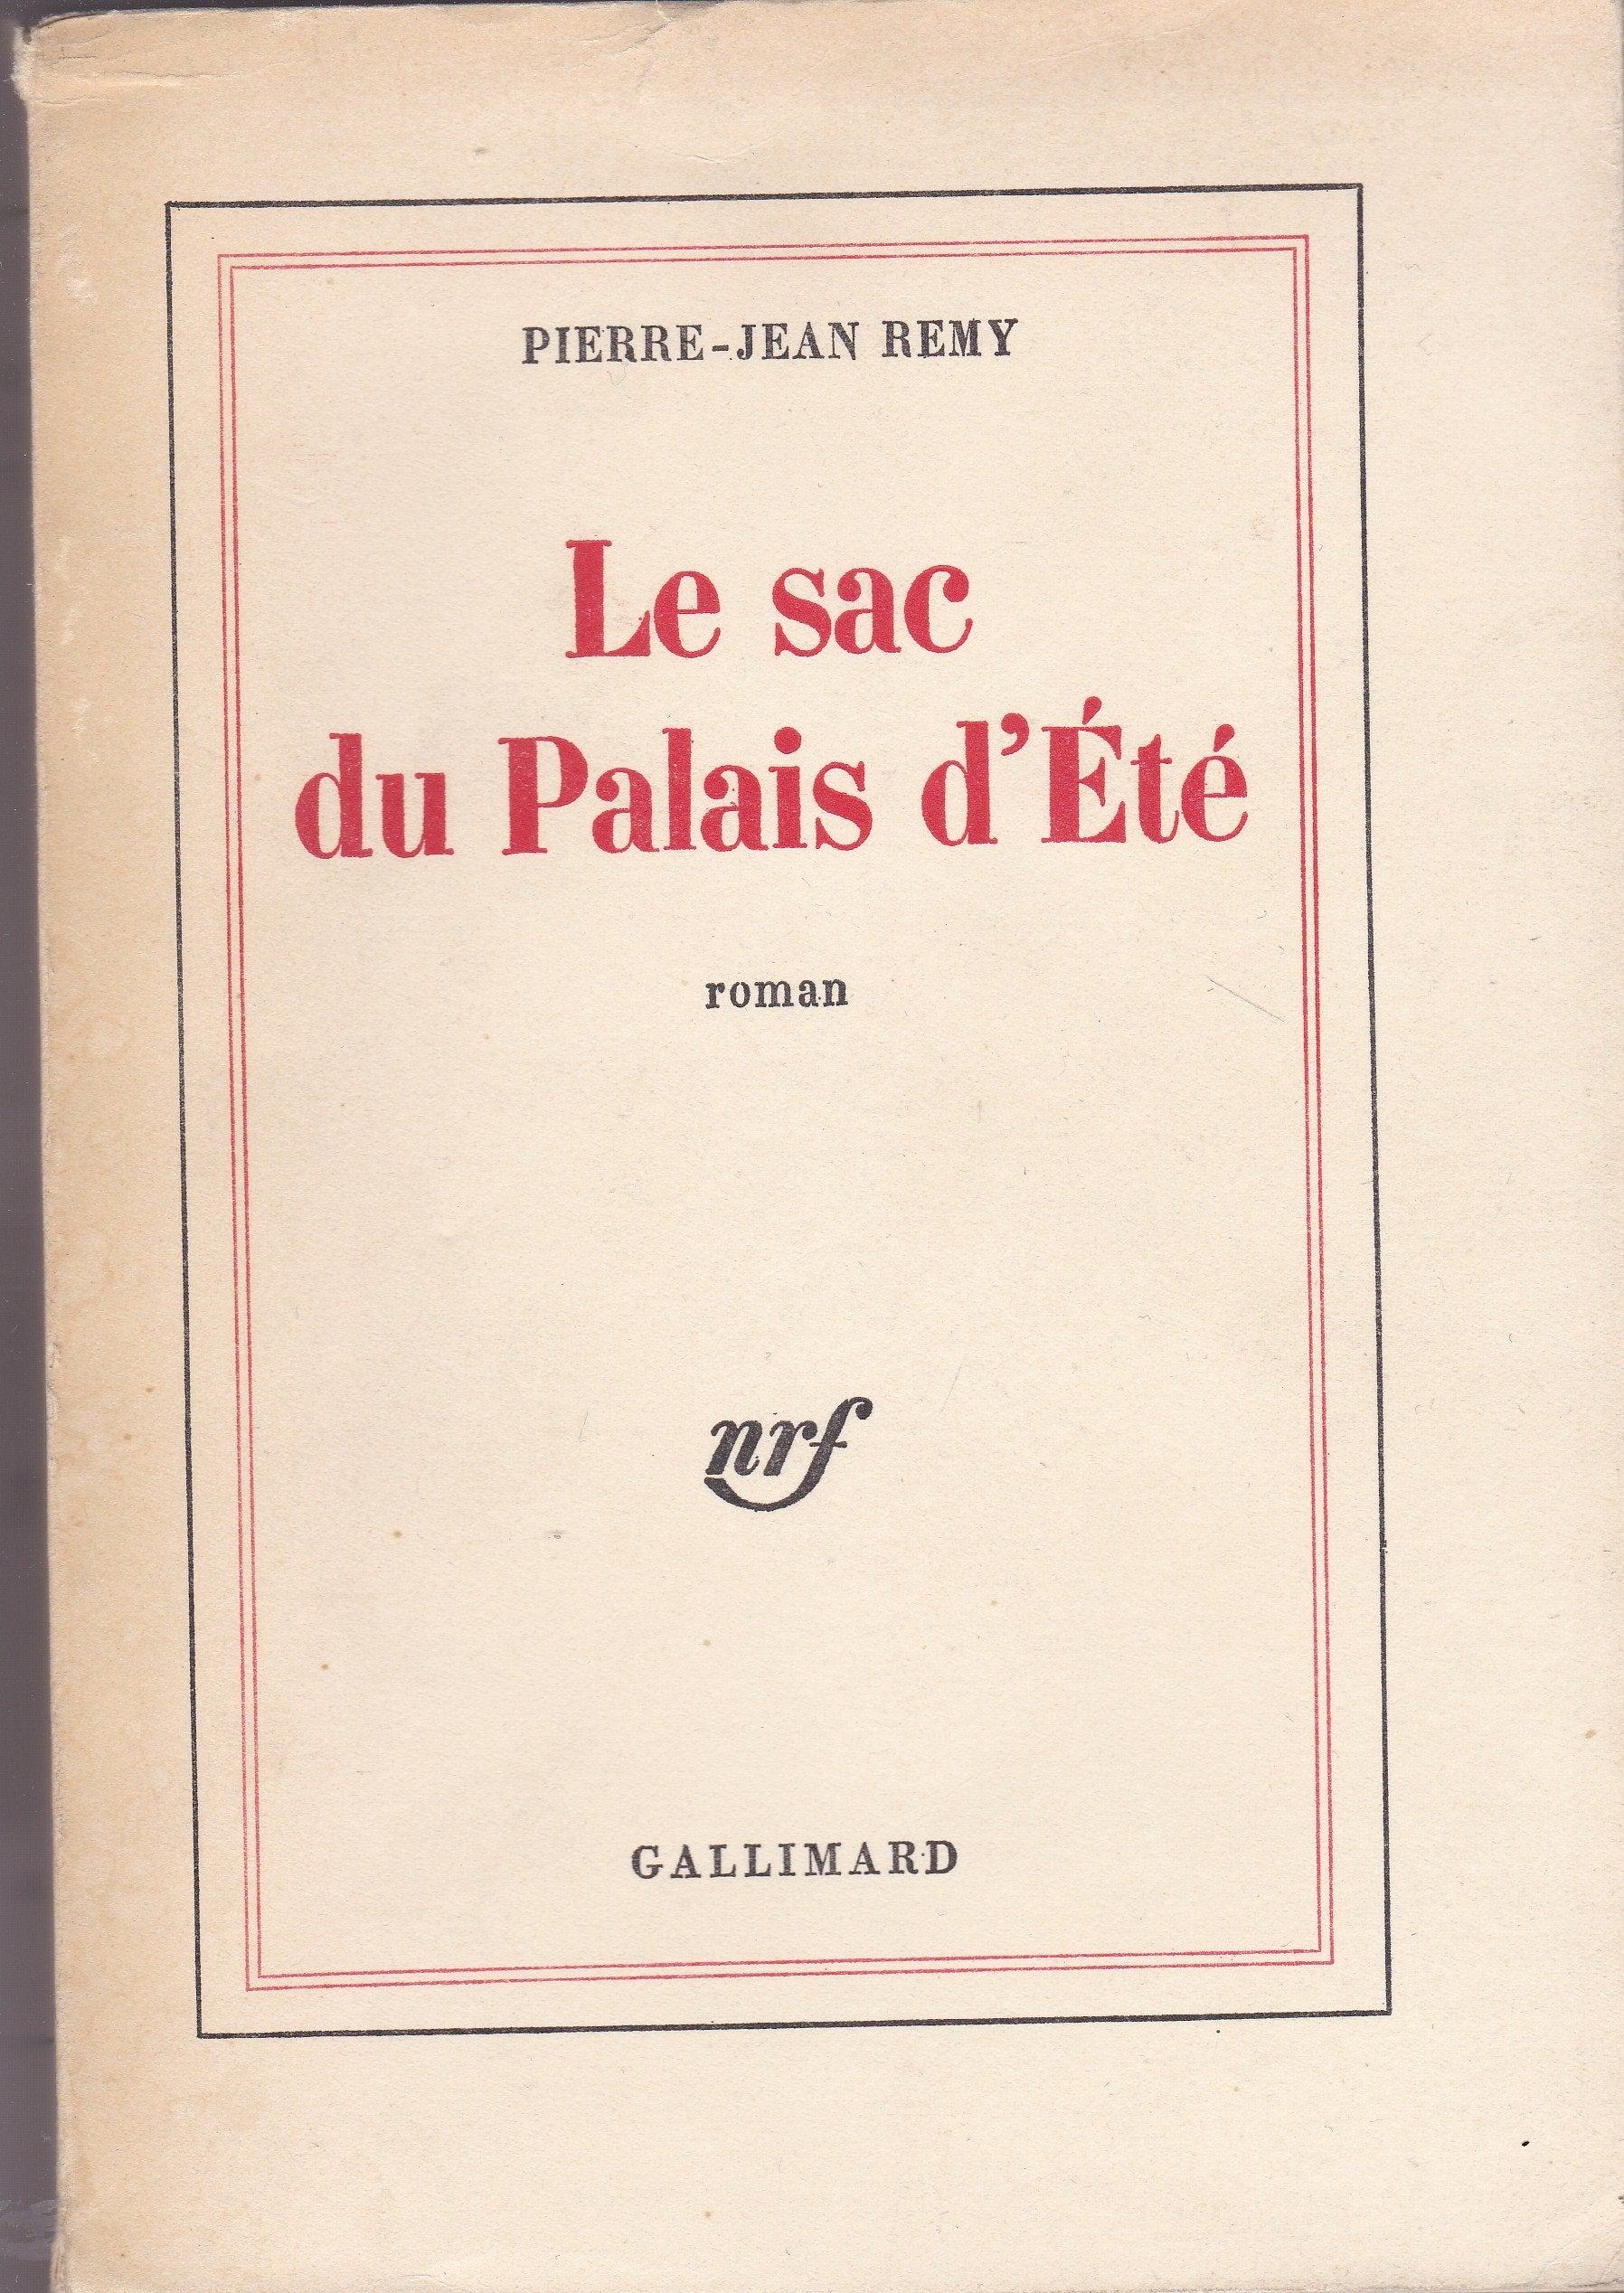 PIERRE-JEAN REMY
Le sac
du Palais d'Été
roman
nrf
GALLIMARD